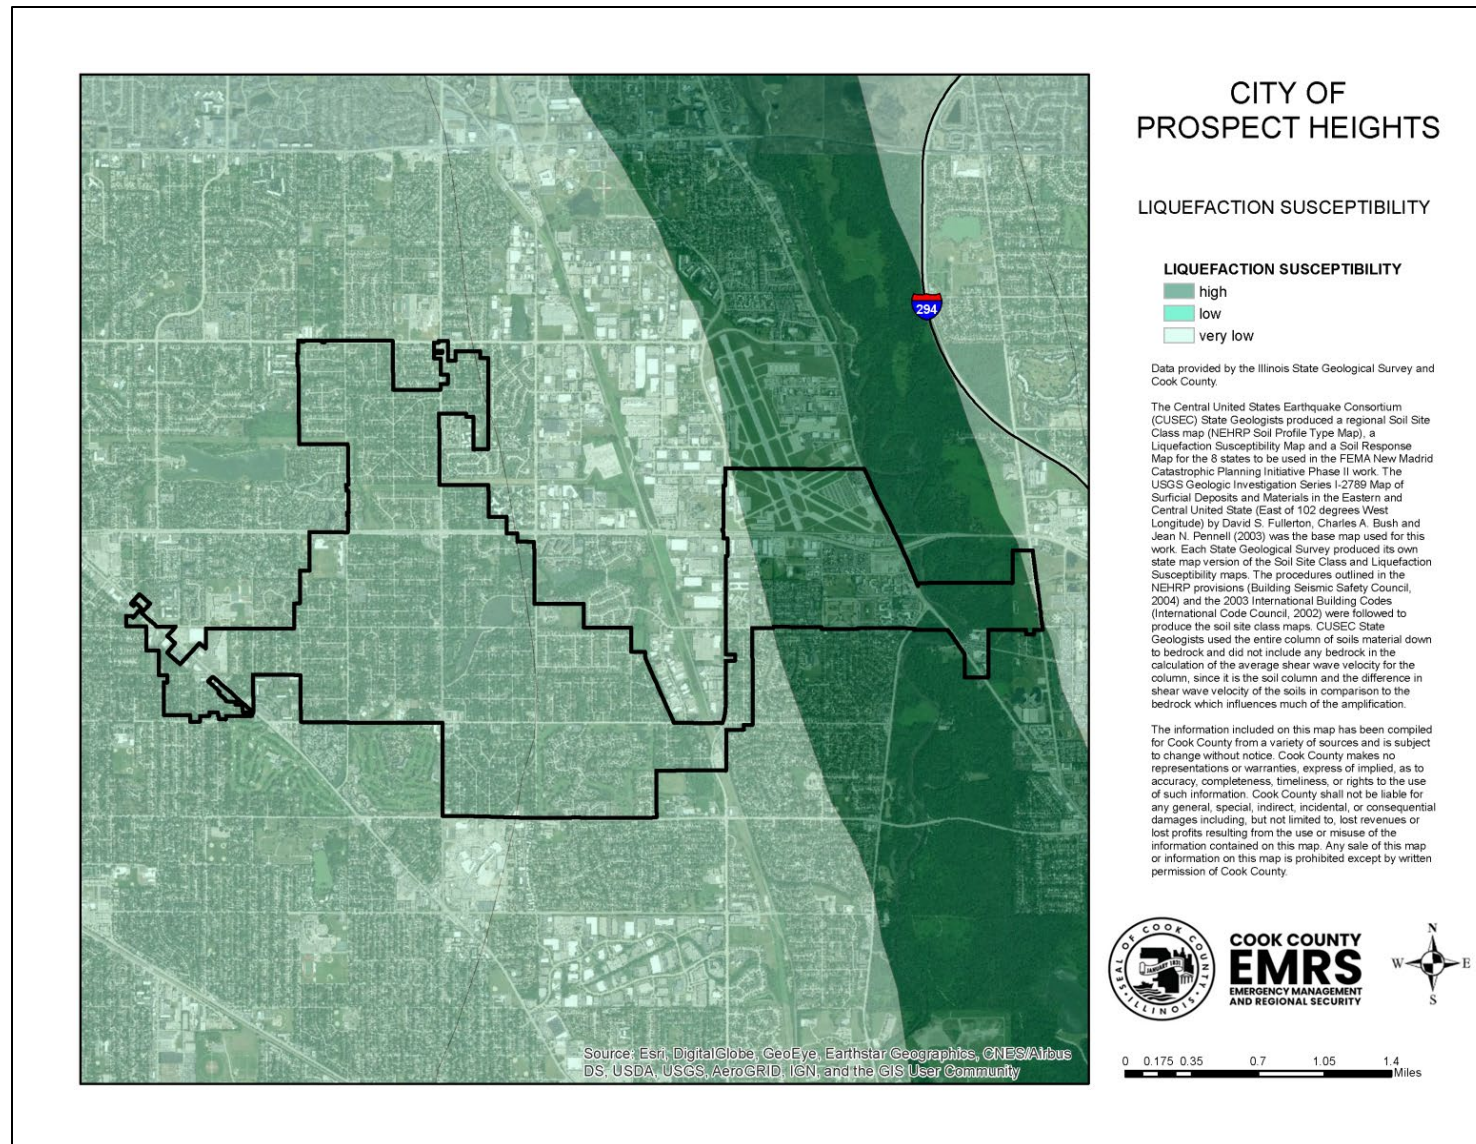 CITY OF
PROSPECT HEIGHTS
LIQUEFACTION SUSCEPTIBILITY
LIQUEFACTION SUSCEPTIBILITY
high
low
very low
Data provided by the Illinois State Geological Survey and
Cook County.
The Central United States Earthquake Consortium
(CUSEC) State Geologists produced a regional Soil Site
Class map (NEHRP Soil Profile Type Map), a
Liquefaction Susceptibility Map and a Soil Response
Map for the 8 states to be used in the FEMA New Madrid
Catastrophic Planning Initiative Phase II work. The
USGS Geologic Investigation Series I-2789 Map of
Surficial Deposits and Materials in the Eastern and
Central United State (East of 102 degrees West
Longitude) by David S. Fullerton, Charles A. Bush and
Jean N. Pennell (2003) was the base map used for this
work. Each State Geological Survey produced its own
state map version of the Soil Site Class and Liquefaction
Susceptibility maps. The procedures outlined in the
NEHRP provisions (Building Seismic Safety Council,
2004) and the 2003 International Building Codes
(International Code Council, 2002) were followed to
produce the soil site class maps. CUSEC State
Geologists used the entire column of soils material down
to bedrock and did not include any bedrock in the
calculation of the average shear wave velocity for the
column, since it is the soil column and the difference in
shear wave velocity of the soils in comparison to the
bedrock which influences much of the amplification.
The information included on this map has been compiled
for Cook County from a variety of sources and is subject
to change without notice. Cook County makes no
representations or warranties, express of implied, as to
accuracy, completeness, timeliness, or rights to the use
of such information. Cook County shall not be liable for
any general, special, indirect, incidental, or consequential
damages including, but not limited to, lost revenues or
lost profits resulting from the use or misuse of the
information contained on this map. Any sale of this map
or information on this map is prohibited except by written
permission of Cook County.
294
Source: Esri, DigitalGlobe, GeoEye, Earthstar Geographics, CNES/Airbus
DS, USDA, USGS, AeroGRID, IGN, and the GIS User Community
SEAL OF COOK COUNTY
JANUARY 1831
ILLINOIS
COOK COUNTY
EMRS
EMERGENCY MANAGEMENT
AND REGIONAL SECURITY
N
W E
S
0 0.175 0.35 0.7 1.05 1.4
Miles